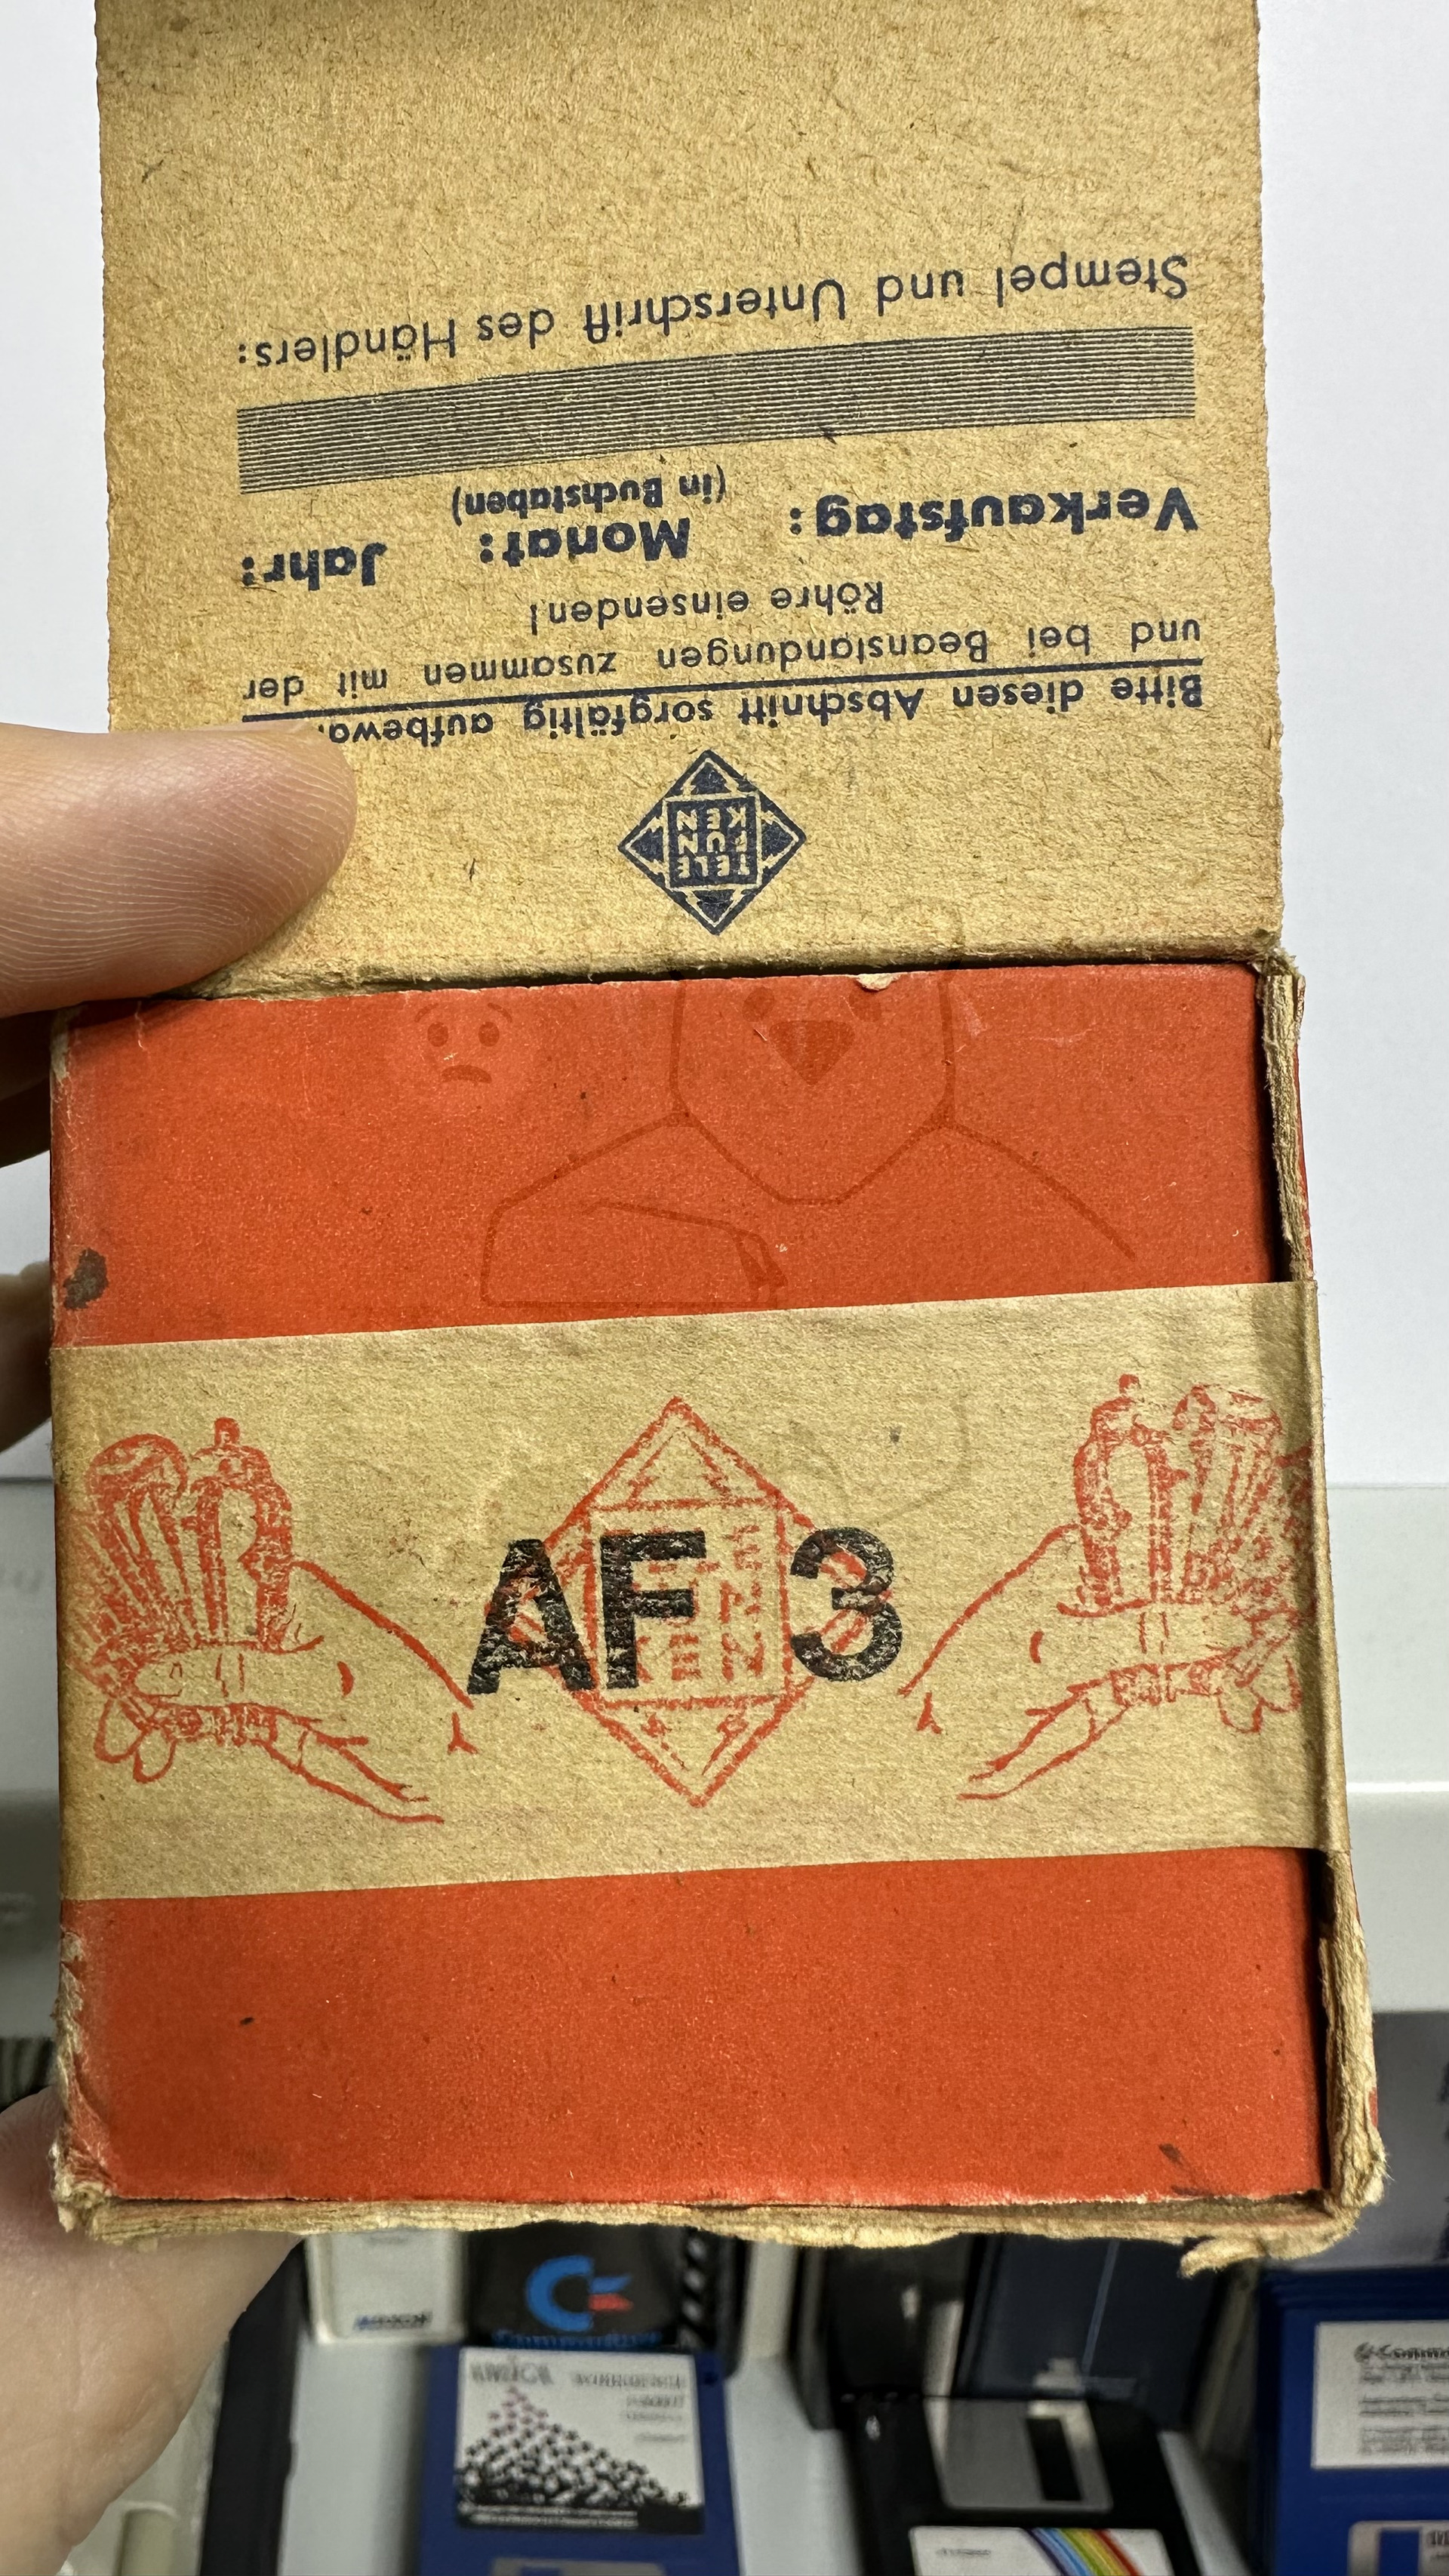 Bitte diesen Abschnitt sorgfältig
und bei Beanstandungen zusammen mit der
Röhre einsenden!
Verkaufstag: Monat: Jahr:
(in Buchstaben)
Stempel und Unterschrift des Händlers:
TELE
FUN
KEN
AF 3